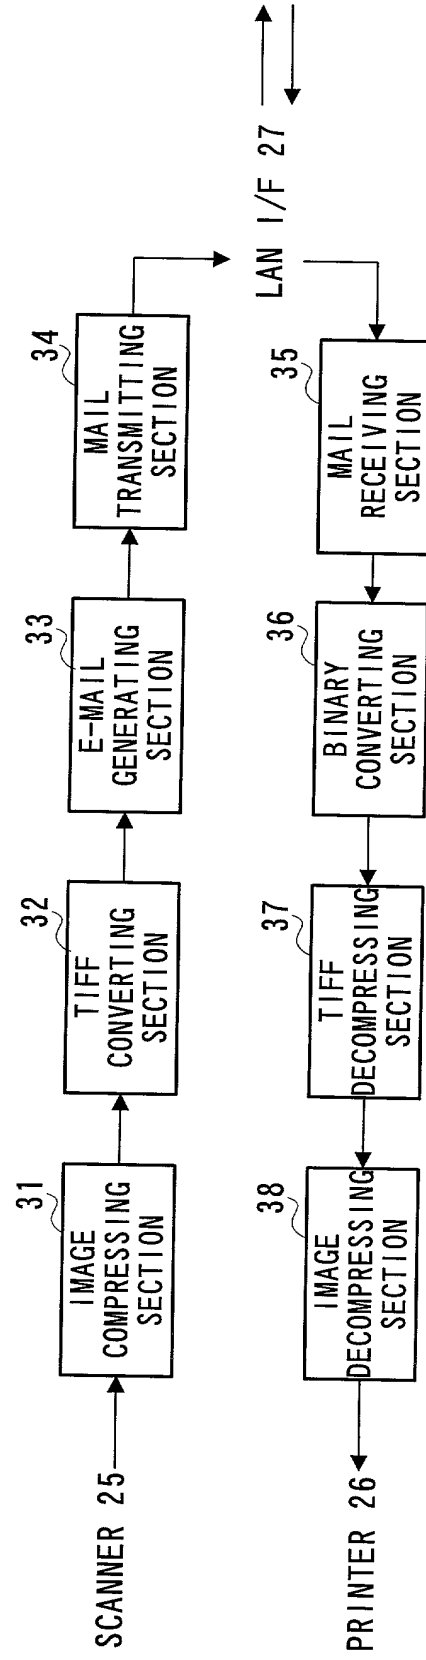 SCANNER 25
31
IMAGE
COMPRESSING
SECTION
32
TIFF
CONVERTING
SECTION
33
E-MAIL
GENERATING
SECTION
34
MAIL
TRANSMITTING
SECTION
LAN I/F 27
35
MAIL
RECEIVING
SECTION
36
BINARY
CONVERTING
SECTION
37
TIFF
DECOMPRESSING
SECTION
38
IMAGE
DECOMPRESSING
SECTION
PRINTER 26